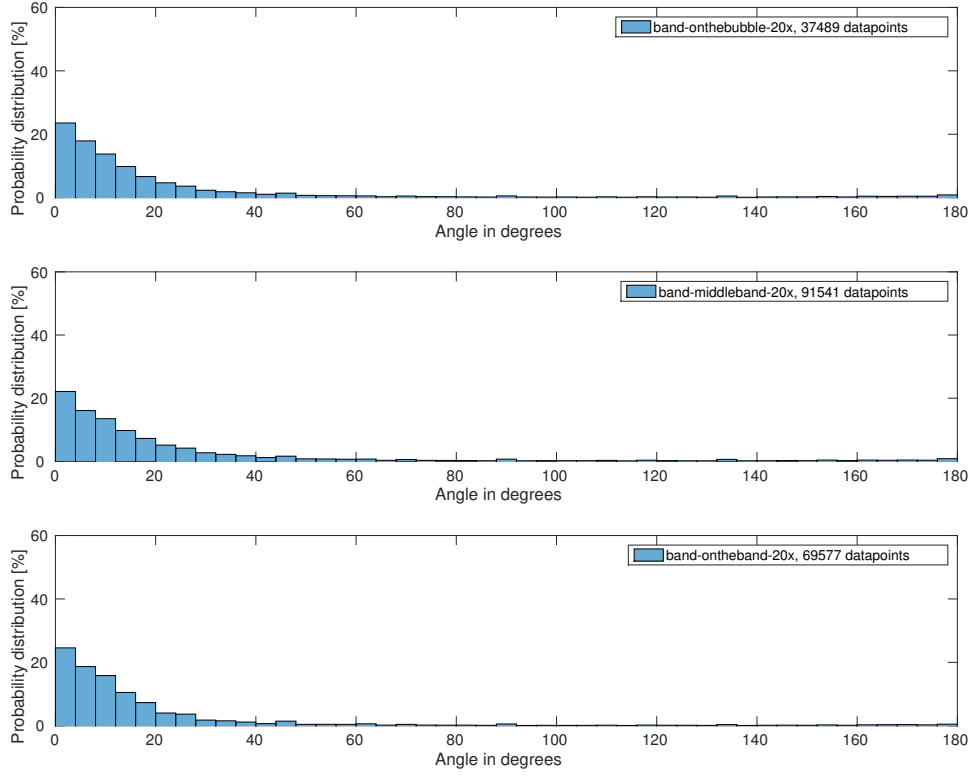 60
40
20
0
Probability distribution [%]
band-onthebubble-20x, 37489 datapoints
0 20 40 60 80 100 120 140 160 180
Angle in degrees
60
40
20
0
Probability distribution [%]
band-middleband-20x, 91541 datapoints
0 20 40 60 80 100 120 140 160 180
Angle in degrees
60
40
20
0
Probability distribution [%]
band-ontheband-20x, 69577 datapoints
0 20 40 60 80 100 120 140 160 180
Angle in degrees